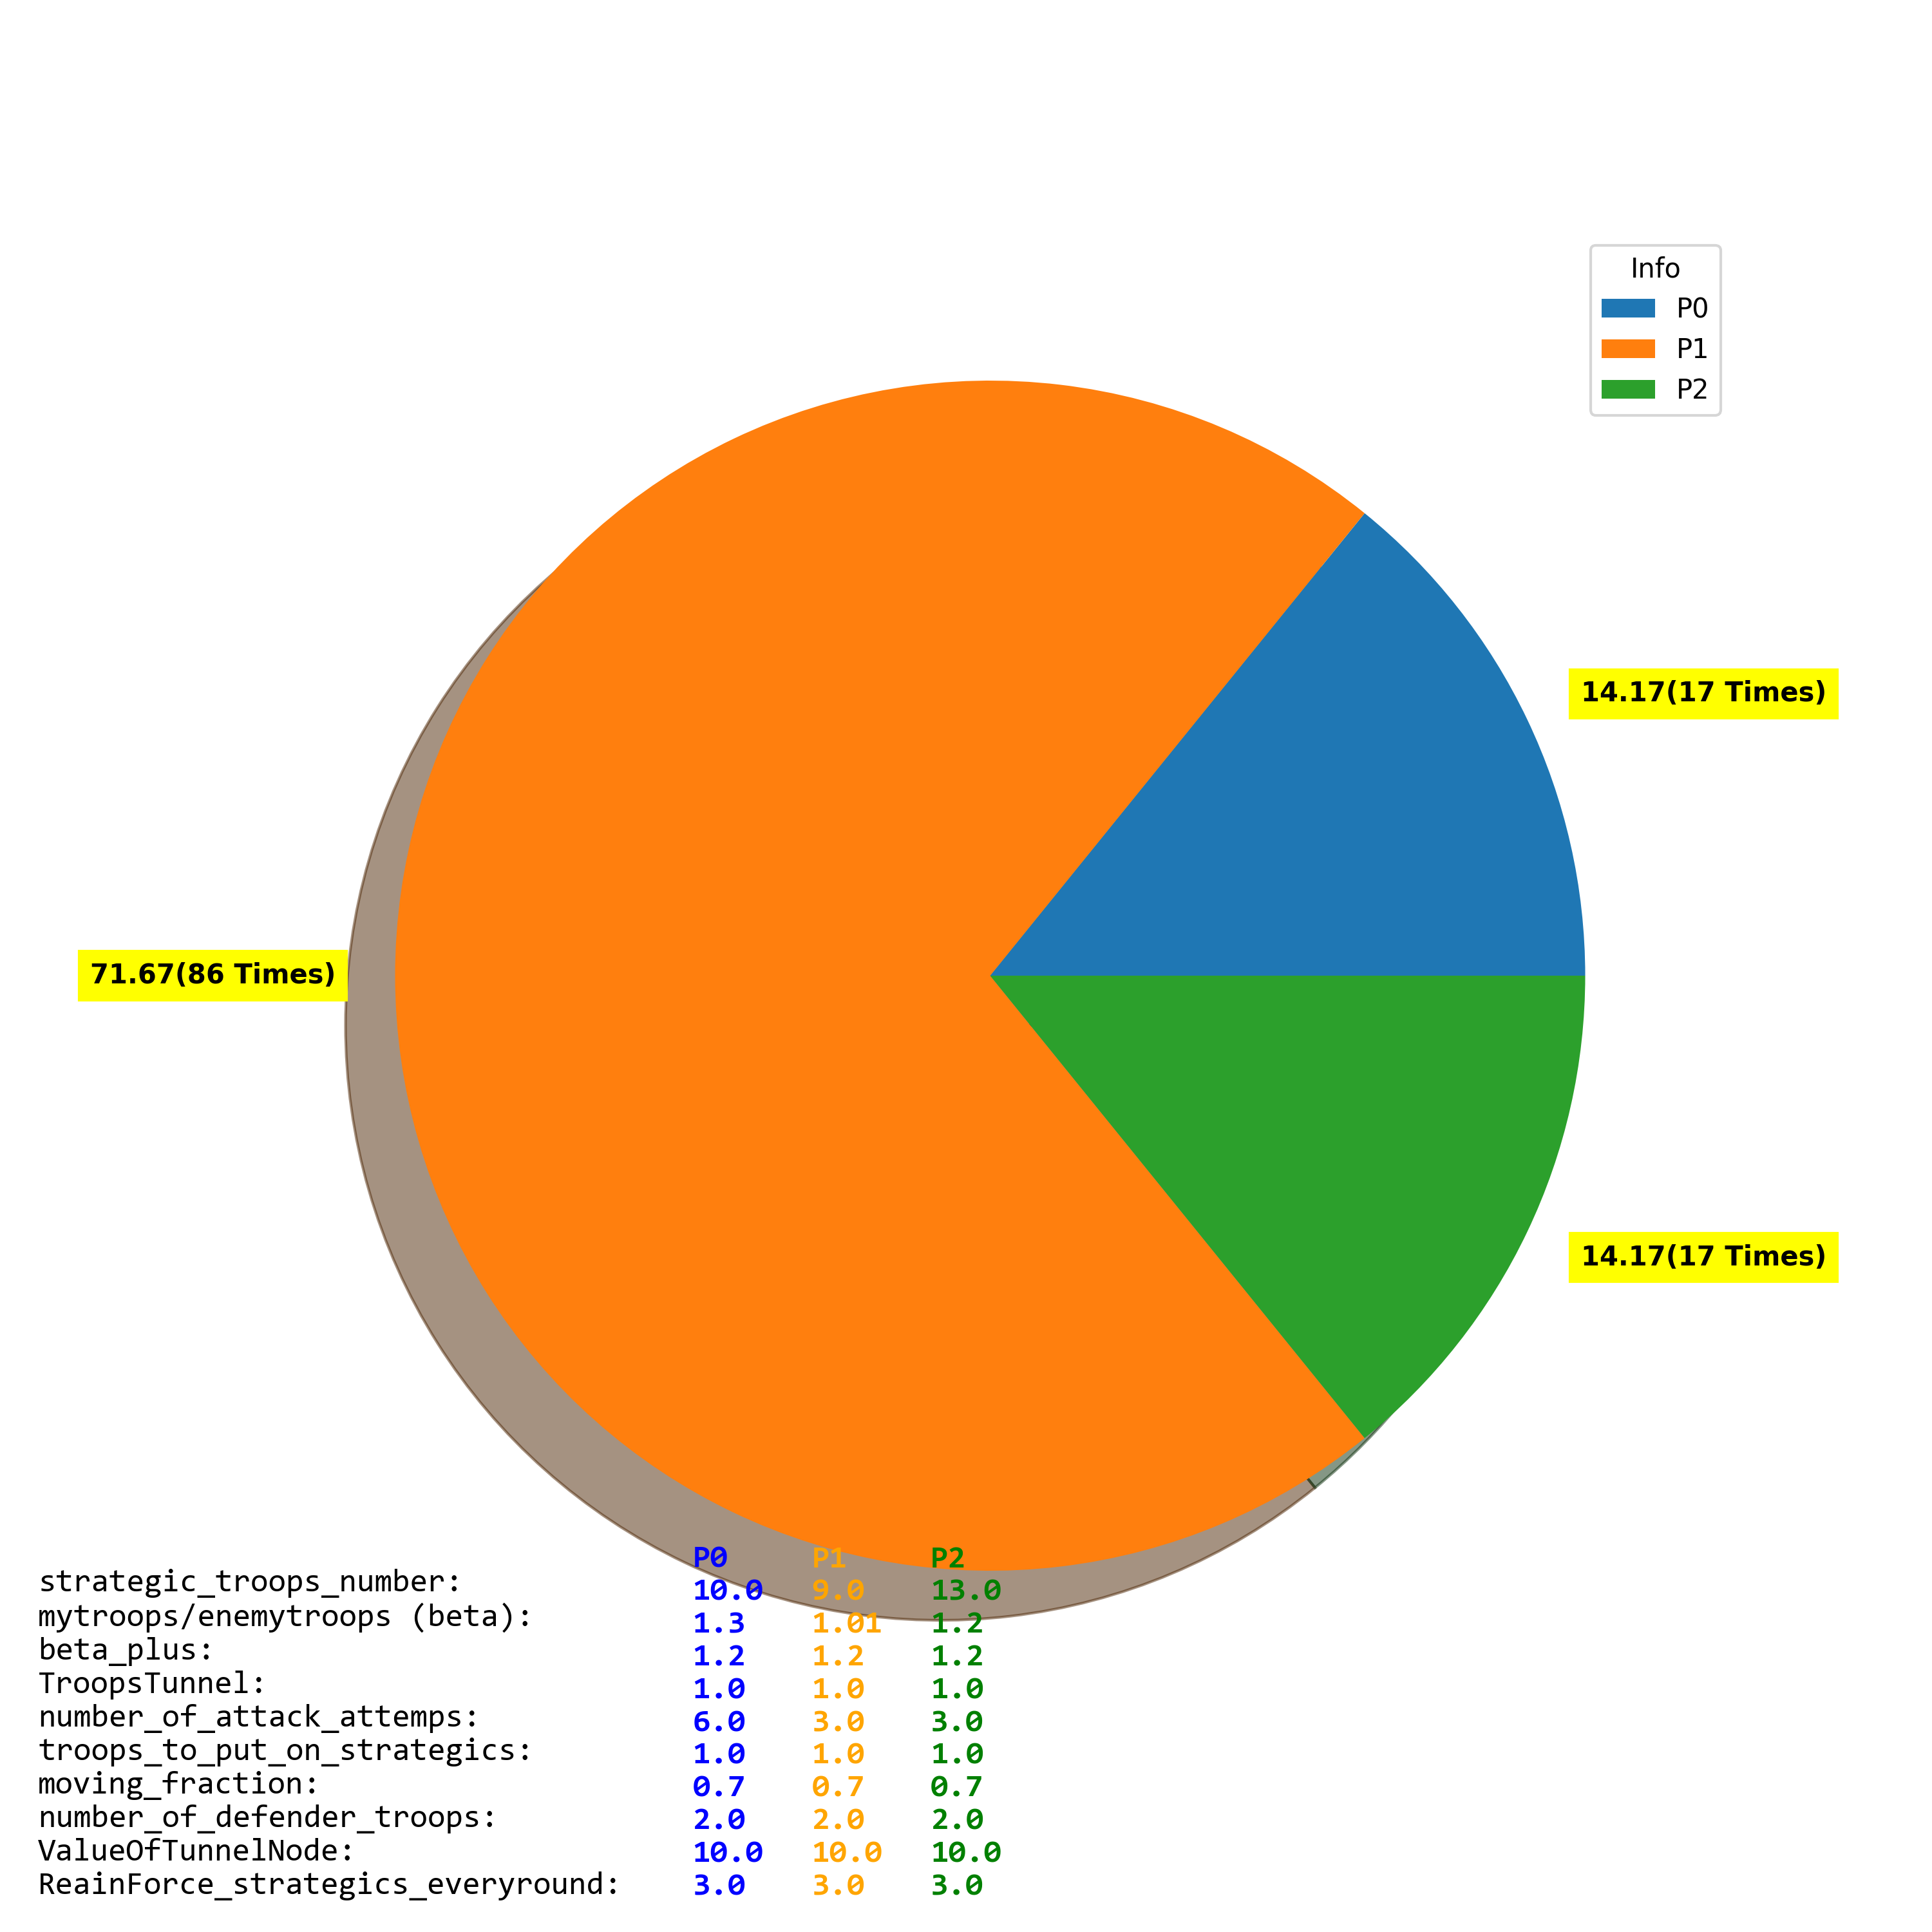 Info
P0
P1
P2
14.17(17 Times)
71.67(86 Times)
14.17(17 Times)
P0 P1 P2
strategic_troops_number: 10.0 9.0 13.0
mytroops/enemytroops (beta): 1.3 1.01 1.2
beta_plus: 1.2 1.2 1.2
TroopsTunnel: 1.0 1.0 1.0
number_of_attack_attemps: 6.0 3.0 3.0
troops_to_put_on_strategics: 1.0 1.0 1.0
moving_fraction: 0.7 0.7 0.7
number_of_defender_troops: 2.0 2.0 2.0
ValueOfTunnelNode: 10.0 10.0 10.0
ReainForce_strategics_everyround: 3.0 3.0 3.0